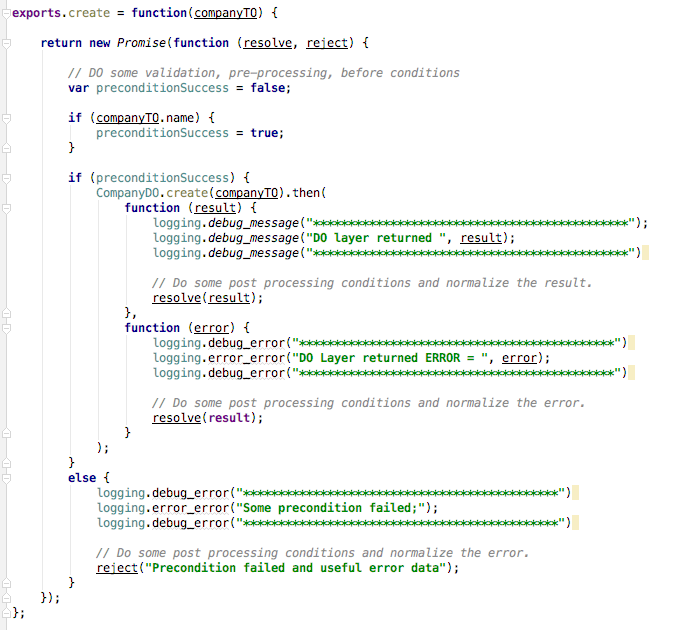 exports.create = function(companyTO) {
return new Promise(function (resolve, reject) {
// DO some validation, pre-processing, before conditions
var preconditionSuccess = false;
if (companyTO.name) {
preconditionSuccess = true;
}
if (preconditionSuccess) {
CompanyDO.create(companyTO).then(
function (result) {
logging.debug_message("*********************************************");
logging.debug_message("DO layer returned ", result);
logging.debug_message("*********************************************")
// Do some post processing conditions and normalize the result.
resolve(result);
},
function (error) {
logging.debug_error("*********************************************")
logging.error_error("DO Layer returned ERROR = ", error);
logging.debug_error("*********************************************")
// Do some post processing conditions and normalize the error.
resolve(result);
}
);
}
else {
logging.debug_error("*********************************************")
logging.error_error("Some precondition failed;");
logging.debug_error("*********************************************")
// Do some post processing conditions and normalize the error.
reject("Precondition failed and useful error data");
}
});
};